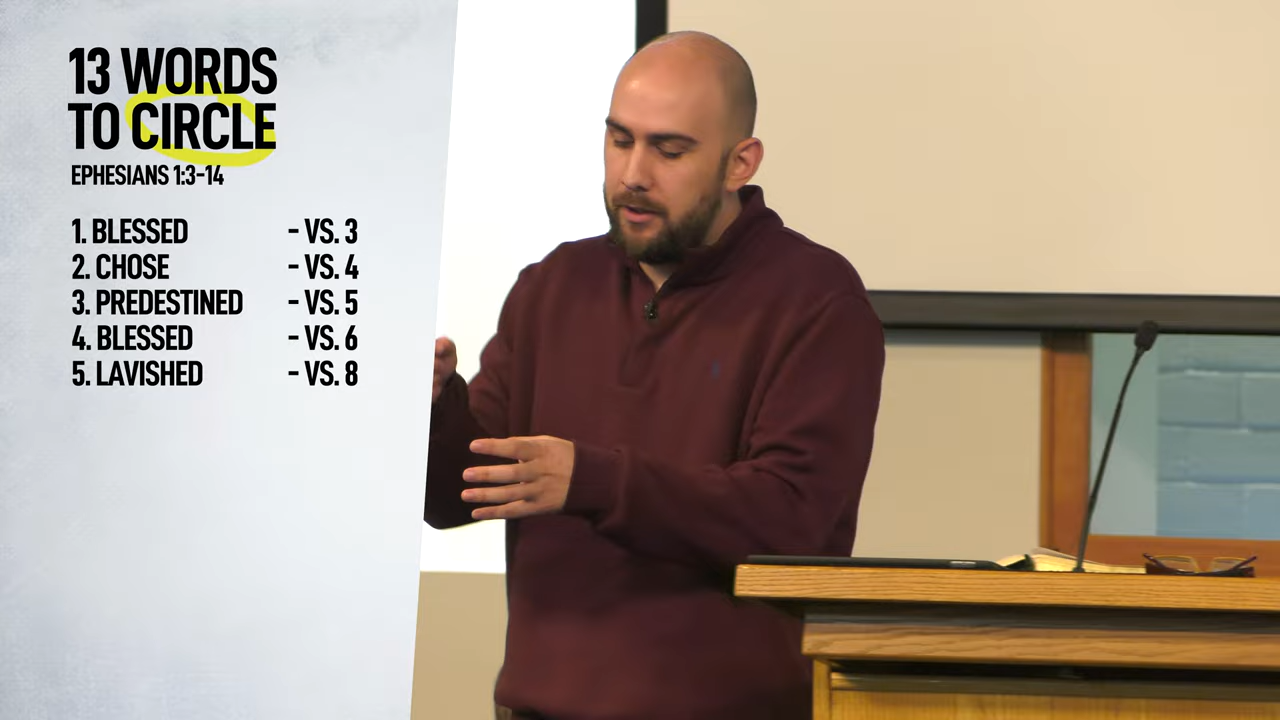 13 WORDS
TO CIRCLE
EPHESIANS 1:3-14
1. BLESSED - VS. 3
2. CHOSE - VS. 4
3. PREDESTINED - VS. 5
4. BLESSED - VS. 6
5. LAVISHED - VS. 8